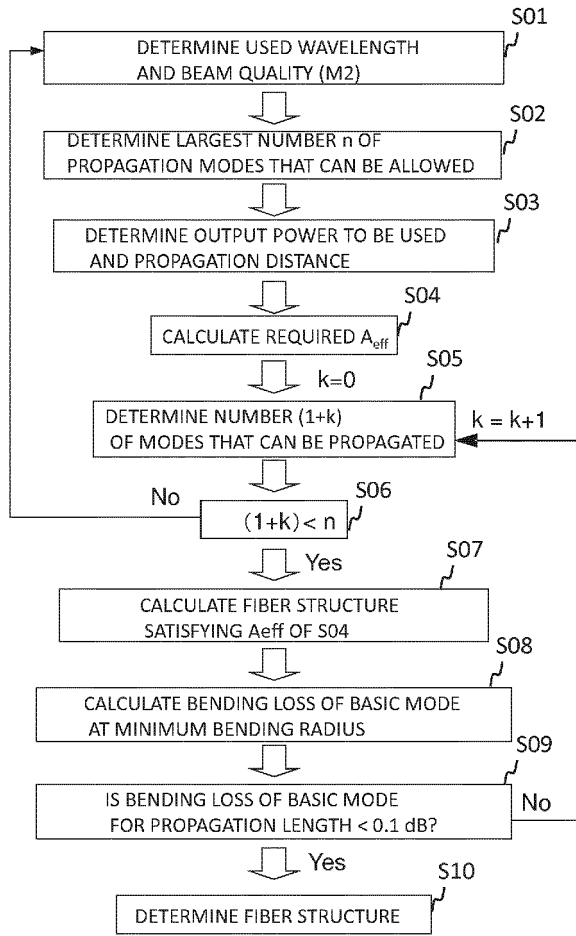 S01
DETERMINE USED WAVELENGTH
AND BEAM QUALITY (M2)
S02
DETERMINE LARGEST NUMBER n OF
PROPAGATION MODES THAT CAN BE ALLOWED
S03
DETERMINE OUTPUT POWER TO BE USED
AND PROPAGATION DISTANCE
S04
CALCULATE REQUIRED Aeff
k=0
S05
DETERMINE NUMBER (1+k)
OF MODES THAT CAN BE PROPAGATED
k = k+1
No
S06
(1+k) < n
Yes
S07
CALCULATE FIBER STRUCTURE
SATISFYING Aeff OF S04
S08
CALCULATE BENDING LOSS OF BASIC MODE
AT MINIMUM BENDING RADIUS
S09
IS BENDING LOSS OF BASIC MODE
FOR PROPAGATION LENGTH < 0.1 dB?
No
Yes
S10
DETERMINE FIBER STRUCTURE